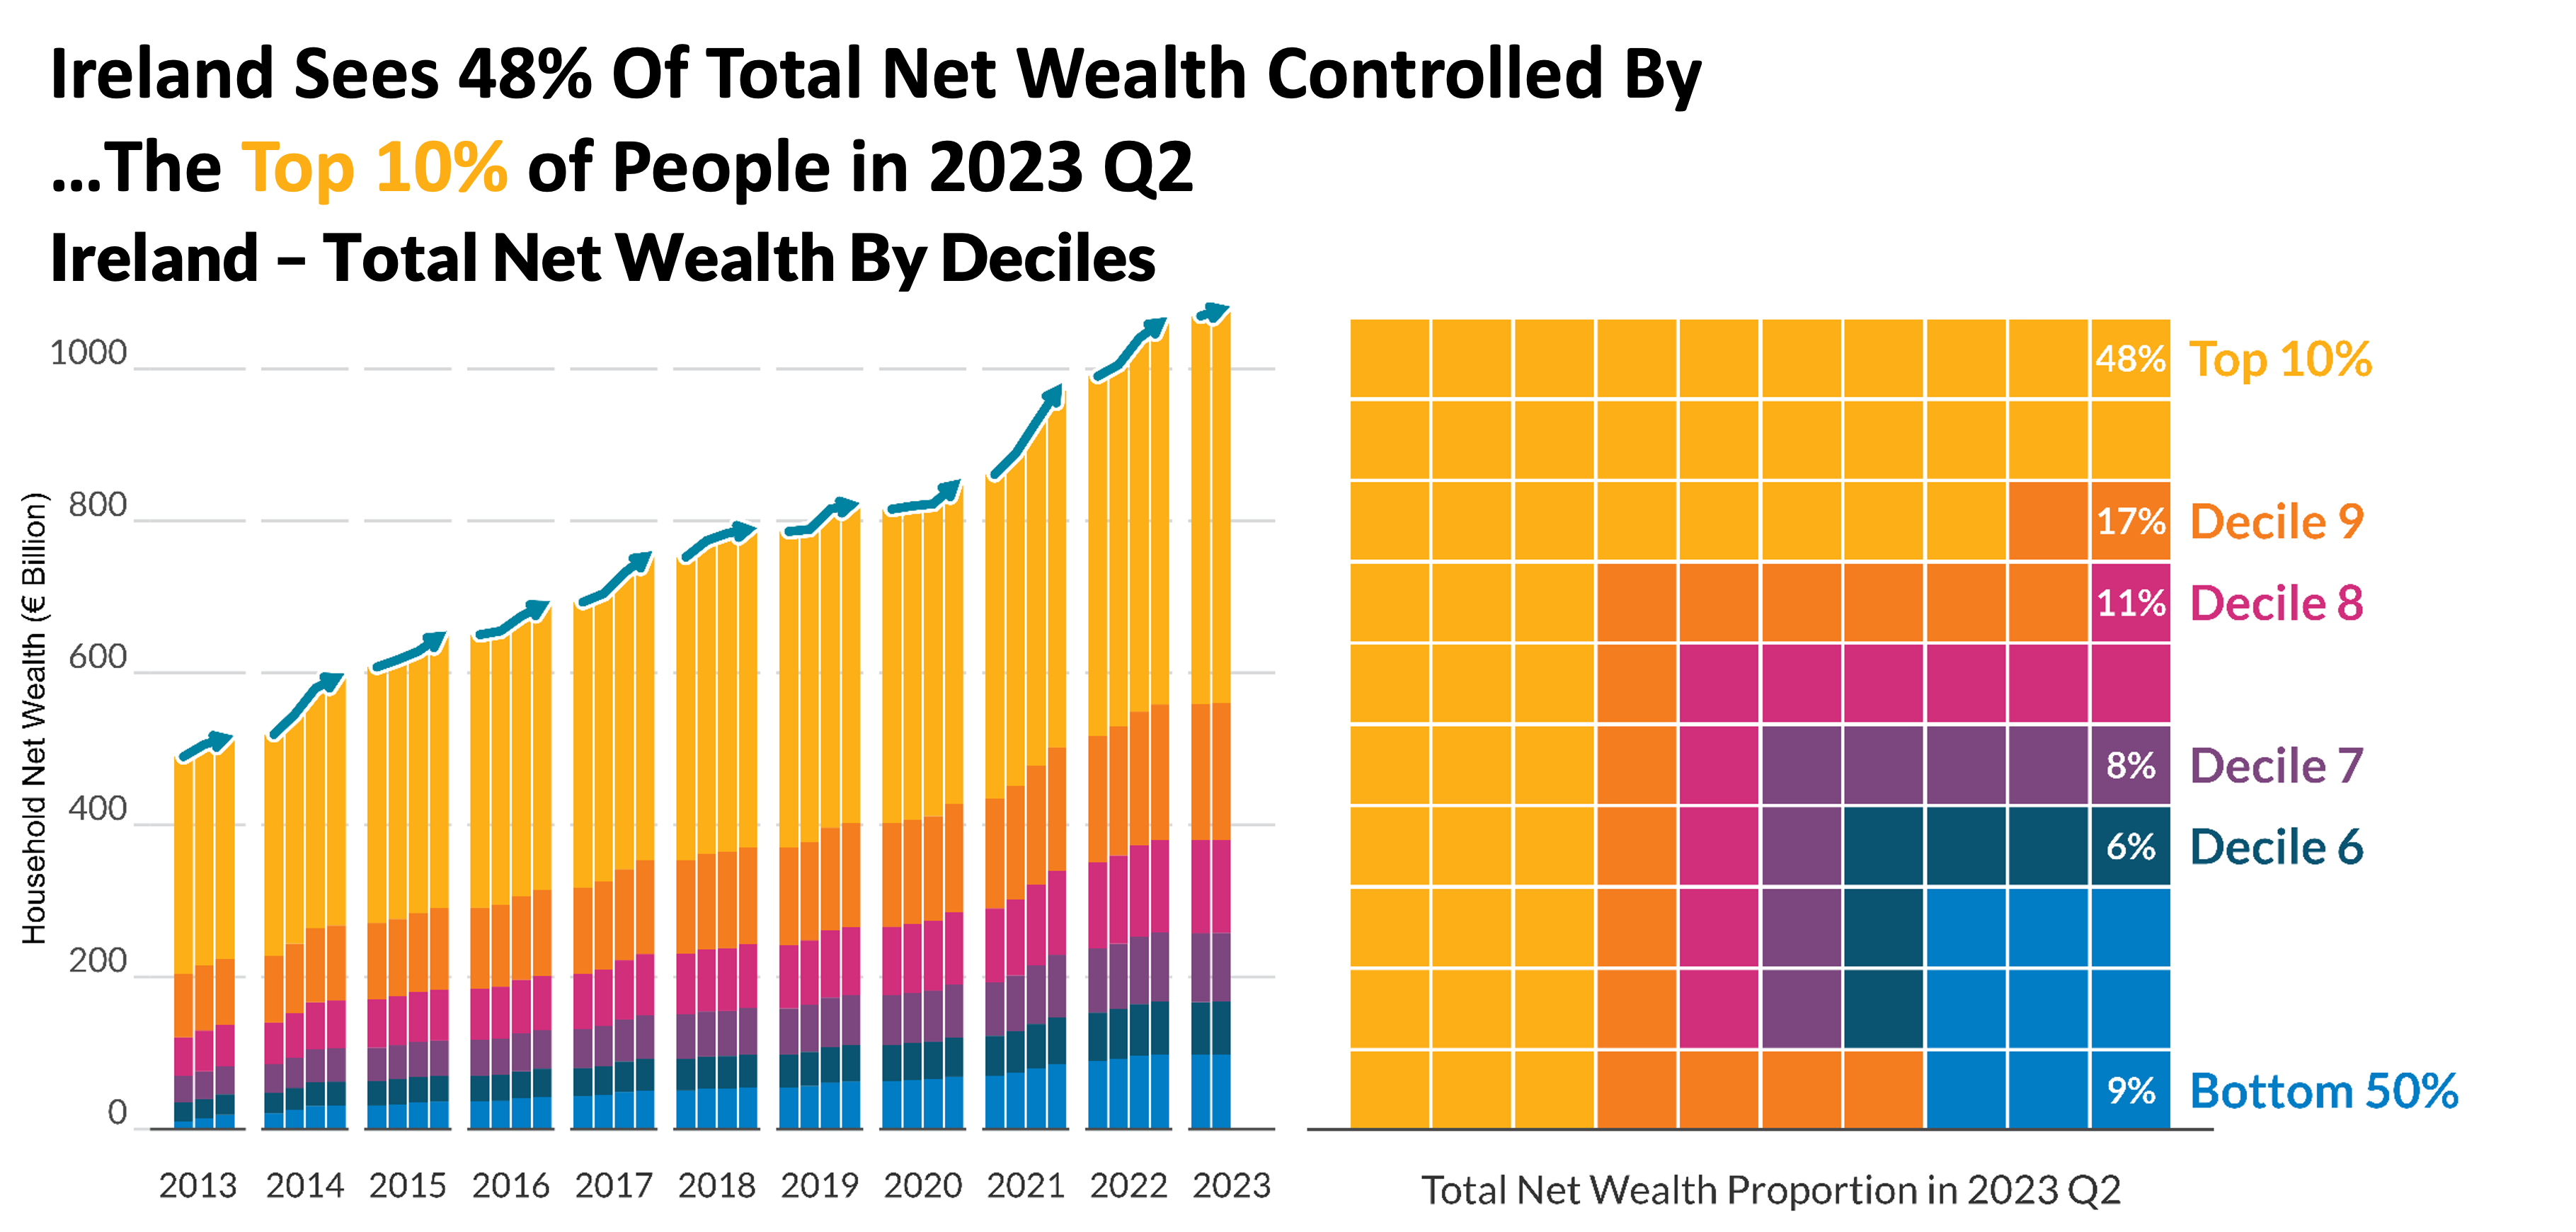 Ireland Sees 48% Of Total Net Wealth Controlled By
...The Top 10% of People in 2023 Q2
Ireland – Total Net Wealth By Deciles
Household Net Wealth (€ Billion)
1000
800
600
400
200
0
2013 2014 2015 2016 2017 2018 2019 2020 2021 2022 2023
48% Top 10%
17% Decile 9
11% Decile 8
8% Decile 7
6% Decile 6
9% Bottom 50%
Total Net Wealth Proportion in 2023 Q2